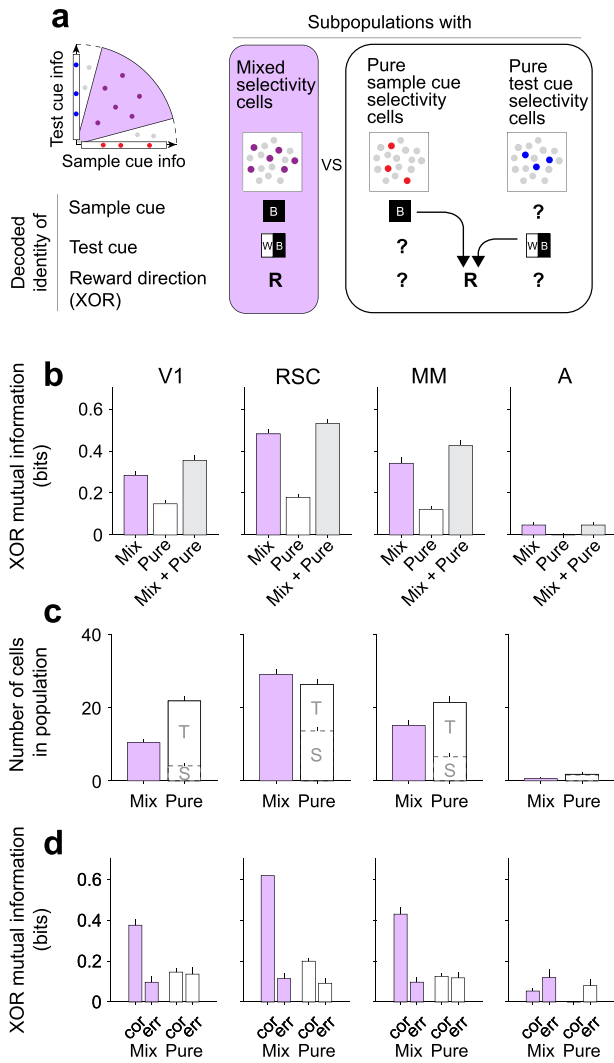 a
Subpopulations with
Test cue info
Sample cue info
Mixed
selectivity
cells
VS
Pure
sample cue
selectivity
cells
Pure
test cue
selectivity
cells
Decoded
identity of
Sample cue
B
B
?
Test cue
W B
?
W B
Reward direction
(XOR)
R
?
R
?
b
V1
RSC
MM
A
XOR mutual information
(bits)
0.6
0.4
0.2
0
Mix
Pure
Mix + Pure
Mix
Pure
Mix + Pure
Mix
Pure
Mix + Pure
Mix
Pure
Mix + Pure
c
Number of cells
in population
40
20
0
T
S
T
S
T
S
Mix Pure
Mix Pure
Mix Pure
Mix Pure
d
XOR mutual information
(bits)
0.6
0.4
0.2
0
cor err cor err
cor err cor err
cor err cor err
cor err cor err
Mix Pure
Mix Pure
Mix Pure
Mix Pure